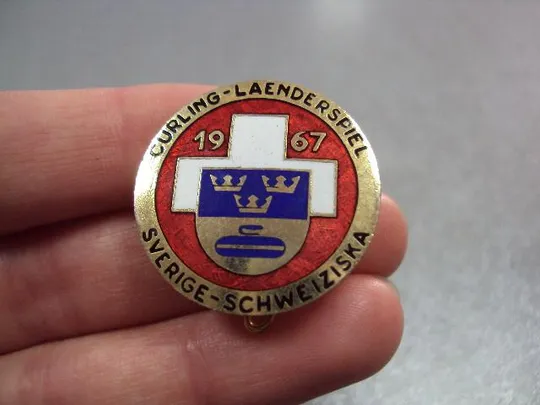 CURLING-LAENDERSPIEL
19 67
SVERIGE-SCHWEIZISKA